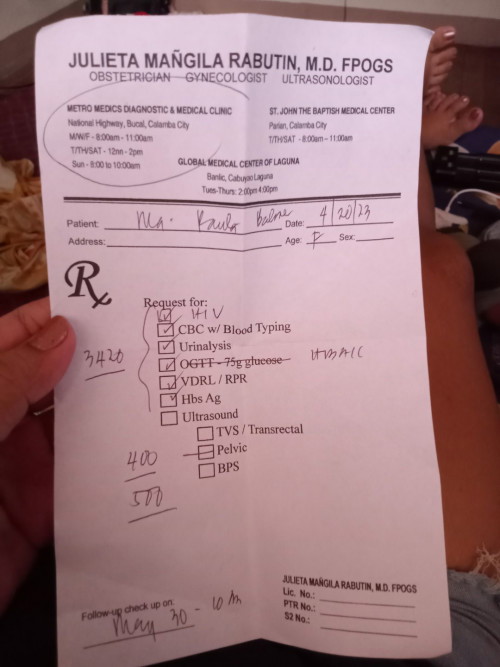 JULIETA MAÑGILA RABUTIN, M.D. FPOGS
OBSTETRICIAN GYNECOLOGIST ULTRASONOLOGIST
METRO MEDICS DIAGNOSTIC & MEDICAL CLINIC
National Highway, Bucal, Calamba City
M/W/F - 8:00am - 11:00am
T/TH/SAT - 12nn - 2pm
Sun - 8:00 to 10:00am
ST. JOHN THE BAPTISH MEDICAL CENTER
Parian, Calamba City
T/TH/SAT - 8:00am - 11:00am
GLOBAL MEDICAL CENTER OF LAGUNA
Banlic, Cabuyao Laguna
Tues-Thurs: 2:00pm 4:00pm
Patient: Ma. Date: 4/20/23
Address: Age: Sex:
Rx
Request for:
HIV
CBC w/ Blood Typing
Urinalysis
OGTT - 75g glucose HBA1C
VDRL / RPR
Hbs Ag
3420
Ultrasound
TVS / Transrectal
400 Pelvic
BPS
500
JULIETA MAÑGILA RABUTIN, M.D. FPOGS
Lic. No.:
PTR No.:
S2 No.:
Follow-up check up on:
May 30 - 10 Am